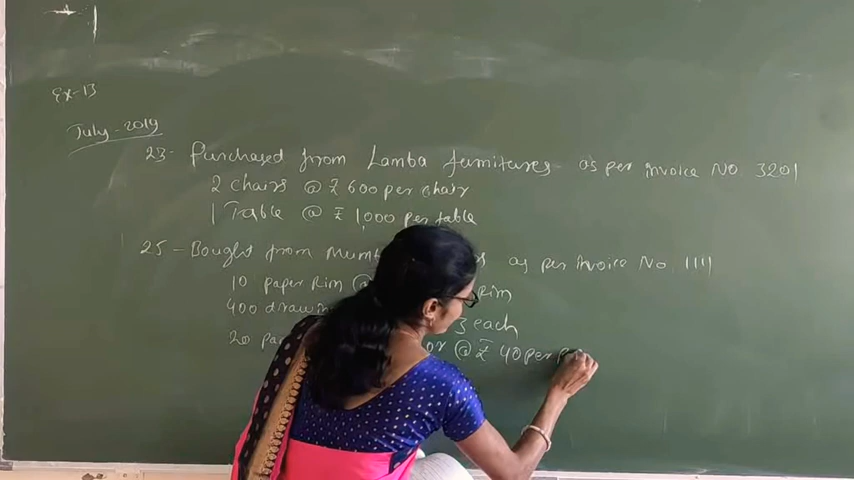 Ex-13
July-2019
23- Purchased from Lamba furnitures as per invoice No. 3201
2 chairs @ ₹ 600 per chair
1 Table @ ₹ 1,000 per table
25 - Bought from as per invoice No. 1111
10 paper Rim @ Rim
400 3 each
20 @ ₹ 40 per